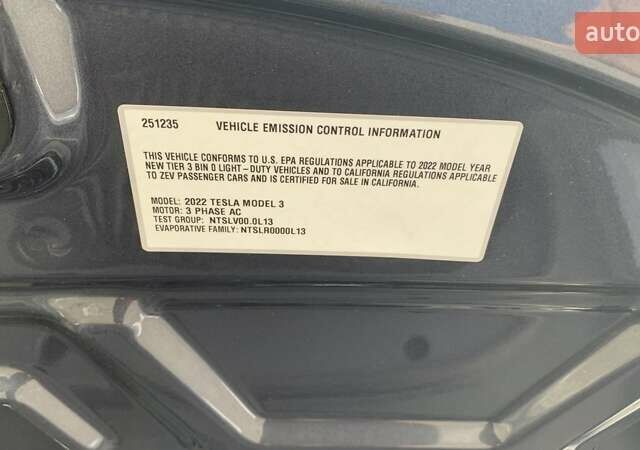 auto
251235 VEHICLE EMISSION CONTROL INFORMATION
THIS VEHICLE CONFORMS TO U.S. EPA REGULATIONS APPLICABLE TO 2022 MODEL YEAR
NEW TIER 3 BIN 0 LIGHT-DUTY VEHICLES AND TO CALIFORNIA REGULATIONS APPLICABLE
TO ZEV PASSENGER CARS AND IS CERTIFIED FOR SALE IN CALIFORNIA.
MODEL: 2022 TESLA MODEL 3
MOTOR: 3 PHASE AC
TEST GROUP: NTSLV00.0L13
EVAPORATIVE FAMILY: NTSLR0000L13